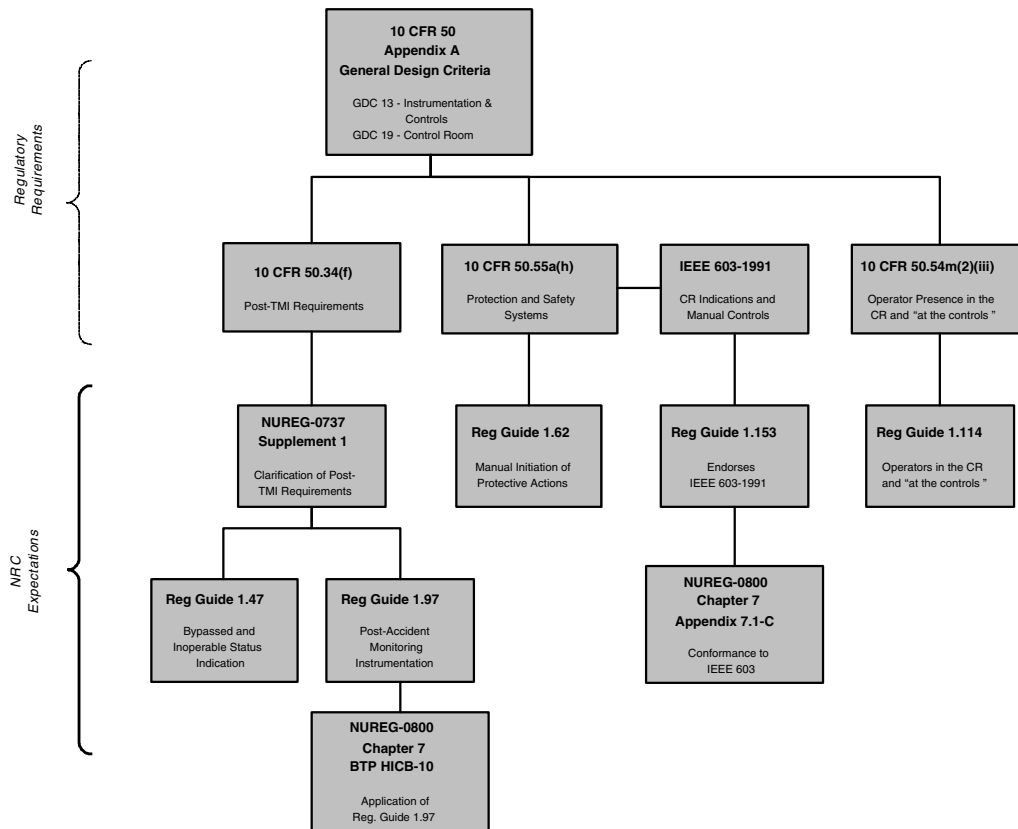 10 CFR 50
Appendix A
General Design Criteria
GDC 13 - Instrumentation &
Controls
GDC 19 - Control Room
Regulatory
Requirements
10 CFR 50.34(f)
Post-TMI Requirements
10 CFR 50.55a(h)
Protection and Safety
Systems
IEEE 603-1991
CR Indications and
Manual Controls
10 CFR 50.54m(2)(iii)
Operator Presence in the
CR and “at the controls ”
NRC
Expectations
NUREG-0737
Supplement 1
Clarification of Post-
TMI Requirements
Reg Guide 1.62
Manual Initiation of
Protective Actions
Reg Guide 1.153
Endorses
IEEE 603-1991
Reg Guide 1.114
Operators in the CR
and “at the controls ”
Reg Guide 1.47
Bypassed and
Inoperable Status
Indication
Reg Guide 1.97
Post-Accident
Monitoring
Instrumentation
NUREG-0800
Chapter 7
Appendix 7.1-C
Conformance to
IEEE 603
NUREG-0800
Chapter 7
BTP HICB-10
Application of
Reg. Guide 1.97